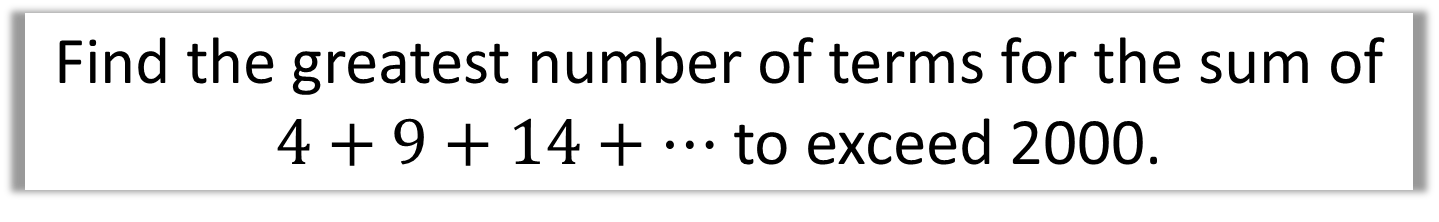 Find the greatest number of terms for the sum of
4 + 9 + 14 + ⋯ to exceed 2000.